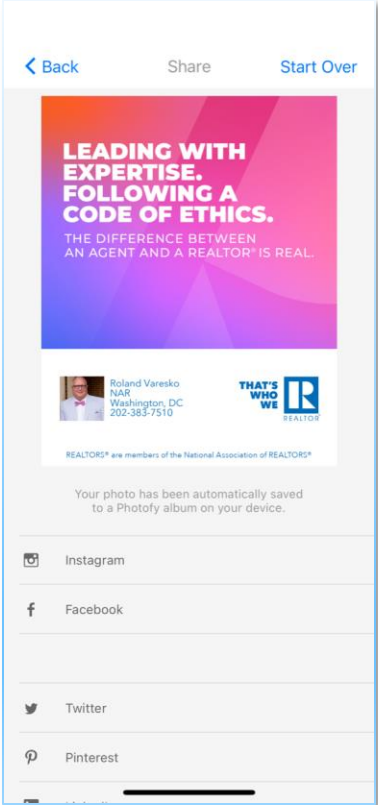 Back
Share
Start Over
LEADING WITH
EXPERTISE.
FOLLOWING A
CODE OF ETHICS.
THE DIFFERENCE BETWEEN
AN AGENT AND A REALTOR® IS REAL.
Roland Varesko
NAR
Washington, DC
202-383-7510
THAT'S
WHO
WE
R
REALTOR®
REALTORS® are members of the National Association of REALTORS®
Your photo has been automatically saved
to a Photofy album on your device.
Instagram
Facebook
Twitter
Pinterest